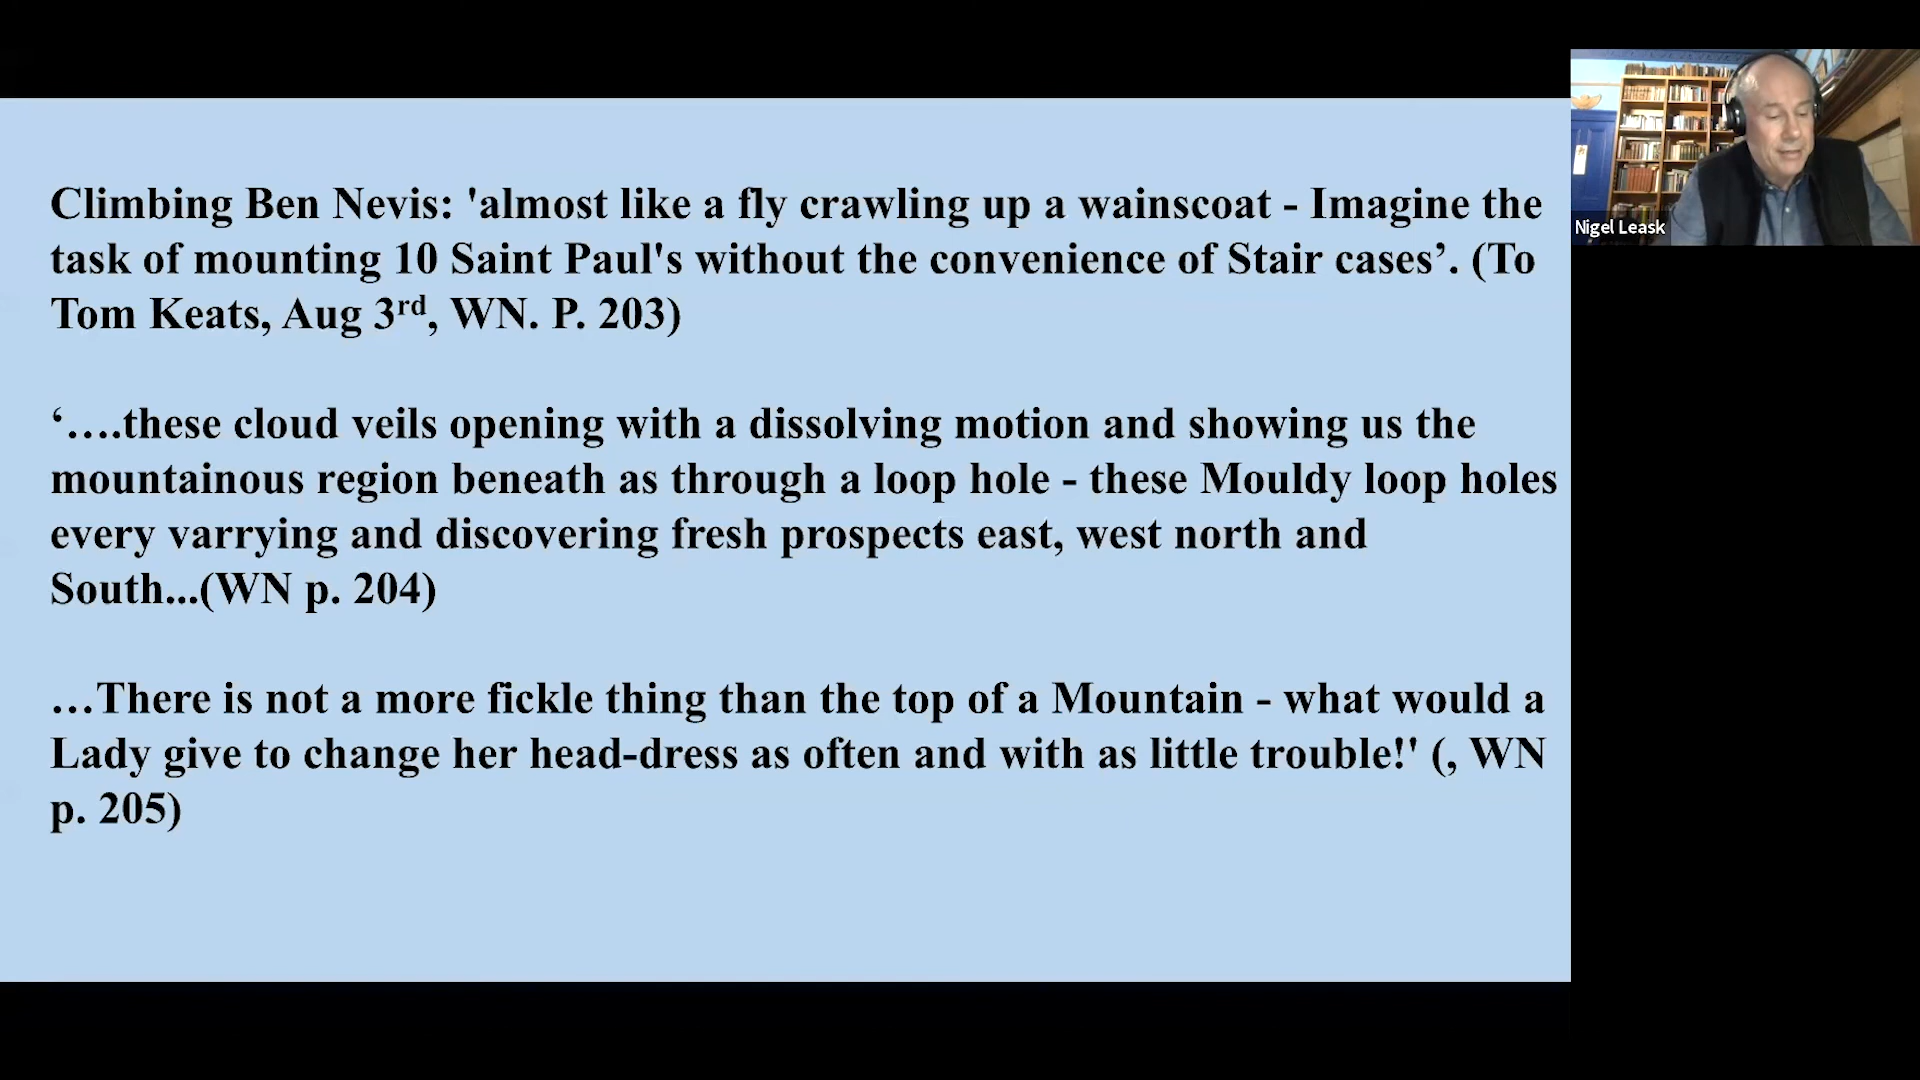 Climbing Ben Nevis: 'almost like a fly crawling up a wainscoat - Imagine the
task of mounting 10 Saint Paul's without the convenience of Stair cases’. (To
Tom Keats, Aug 3rd, WN. P. 203)
‘….these cloud veils opening with a dissolving motion and showing us the
mountainous region beneath as through a loop hole - these Mouldy loop holes
every varrying and discovering fresh prospects east, west north and
South...(WN p. 204)
…There is not a more fickle thing than the top of a Mountain - what would a
Lady give to change her head-dress as often and with as little trouble!' (, WN
p. 205)
Nigel Leask